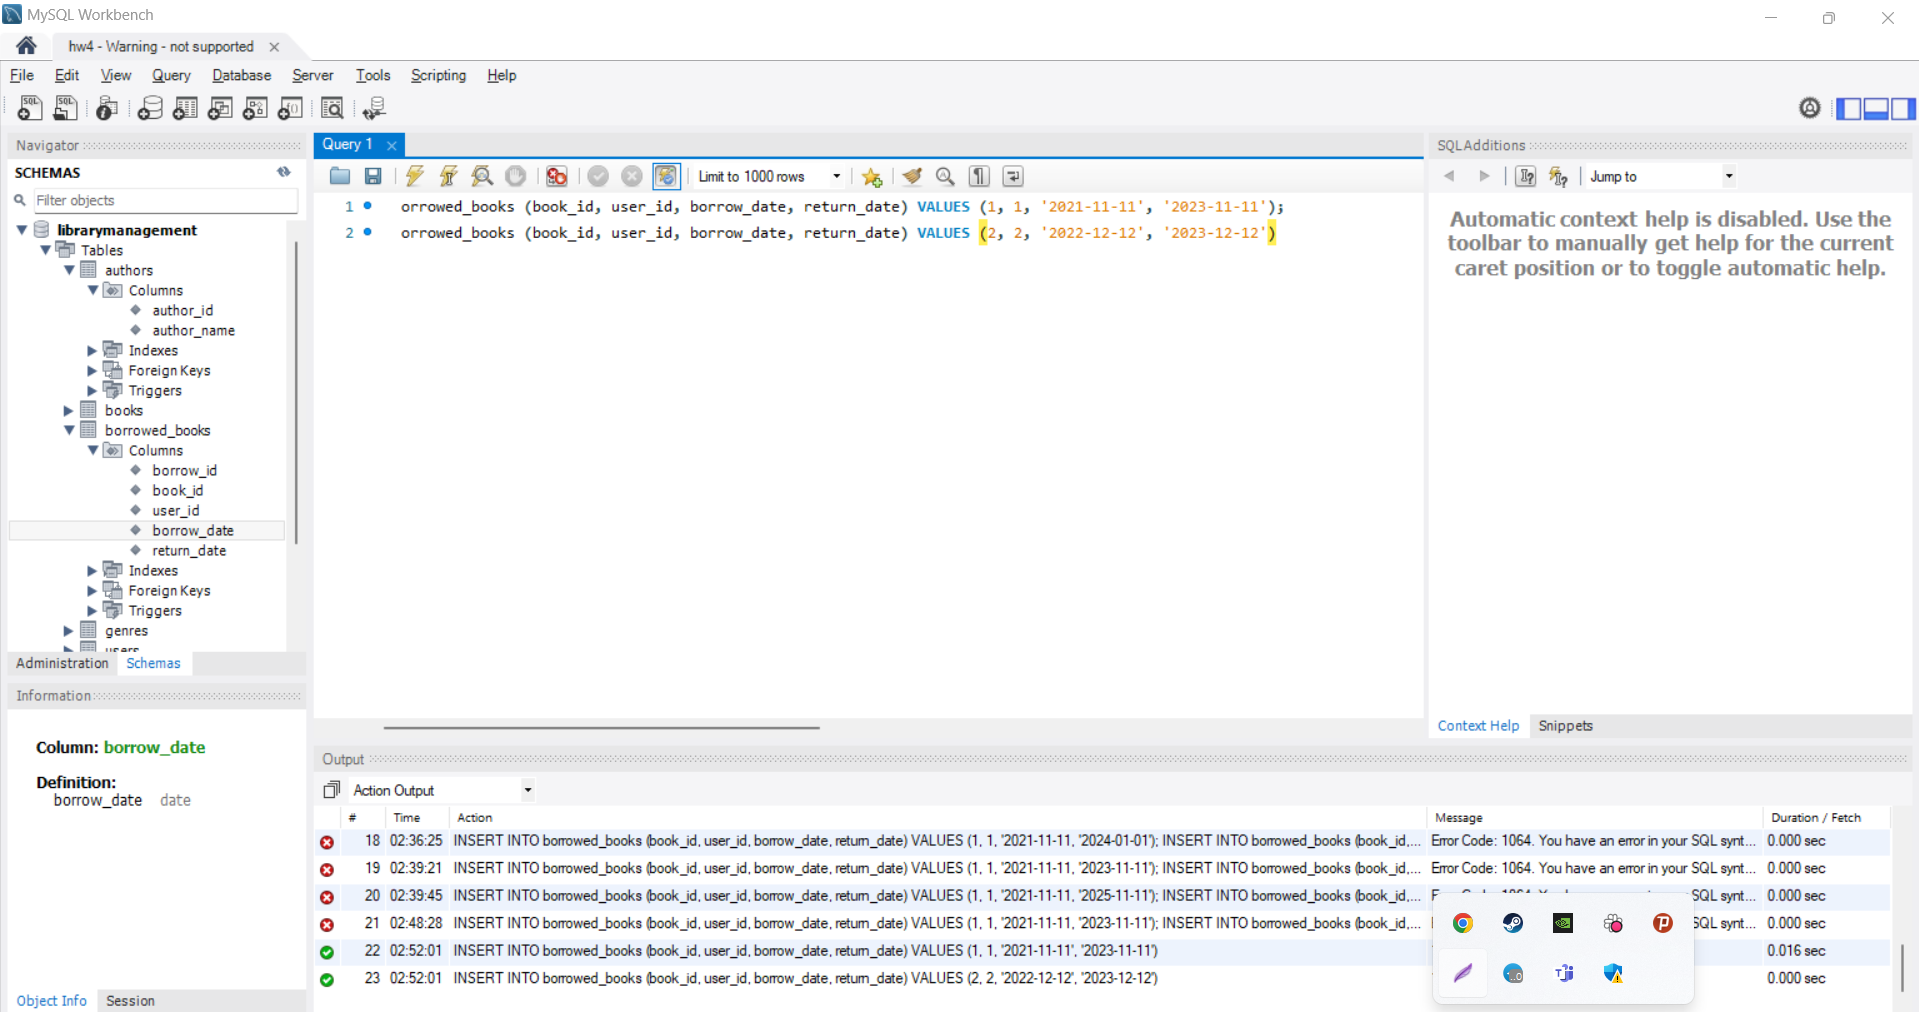 MySQL Workbench
hw4 - Warning - not supported
File Edit View Query Database Server Tools Scripting Help
Navigator
SCHEMAS
Filter objects
librarymanagement
Tables
authors
Columns
author_id
author_name
Indexes
Foreign Keys
Triggers
books
borrowed_books
Columns
borrow_id
book_id
user_id
borrow_date
return_date
Indexes
Foreign Keys
Triggers
genres
users
Administration Schemas
Information
Column: borrow_date
Definition:
borrow_date date
Object Info Session
Query 1
Limit to 1000 rows
1 orrowed_books (book_id, user_id, borrow_date, return_date) VALUES (1, 1, '2021-11-11', '2023-11-11');
2 orrowed_books (book_id, user_id, borrow_date, return_date) VALUES (2, 2, '2022-12-12', '2023-12-12')
SQLAdditions
Jump to
Automatic context help is disabled. Use the
toolbar to manually get help for the current
caret position or to toggle automatic help.
Context Help Snippets
Output
Action Output
# Time Action Message Duration / Fetch
18 02:36:25 INSERT INTO borrowed_books (book_id, user_id, borrow_date, return_date) VALUES (1, 1, '2021-11-11, '2024-01-01'); INSERT INTO borrowed_books (book_id,... Error Code: 1064. You have an error in your SQL synt... 0.000 sec
19 02:39:21 INSERT INTO borrowed_books (book_id, user_id, borrow_date, return_date) VALUES (1, 1, '2021-11-11, '2023-11-11'); INSERT INTO borrowed_books (book_id,... Error Code: 1064. You have an error in your SQL synt... 0.000 sec
20 02:39:45 INSERT INTO borrowed_books (book_id, user_id, borrow_date, return_date) VALUES (1, 1, '2021-11-11, '2025-11-11'); INSERT INTO borrowed_books (book_id,... SQL synt... 0.000 sec
21 02:48:28 INSERT INTO borrowed_books (book_id, user_id, borrow_date, return_date) VALUES (1, 1, '2021-11-11, '2023-11-11'); INSERT INTO borrowed_books (book_id,... SQL synt... 0.000 sec
22 02:52:01 INSERT INTO borrowed_books (book_id, user_id, borrow_date, return_date) VALUES (1, 1, '2021-11-11', '2023-11-11') 0.016 sec
23 02:52:01 INSERT INTO borrowed_books (book_id, user_id, borrow_date, return_date) VALUES (2, 2, '2022-12-12', '2023-12-12') 0.000 sec